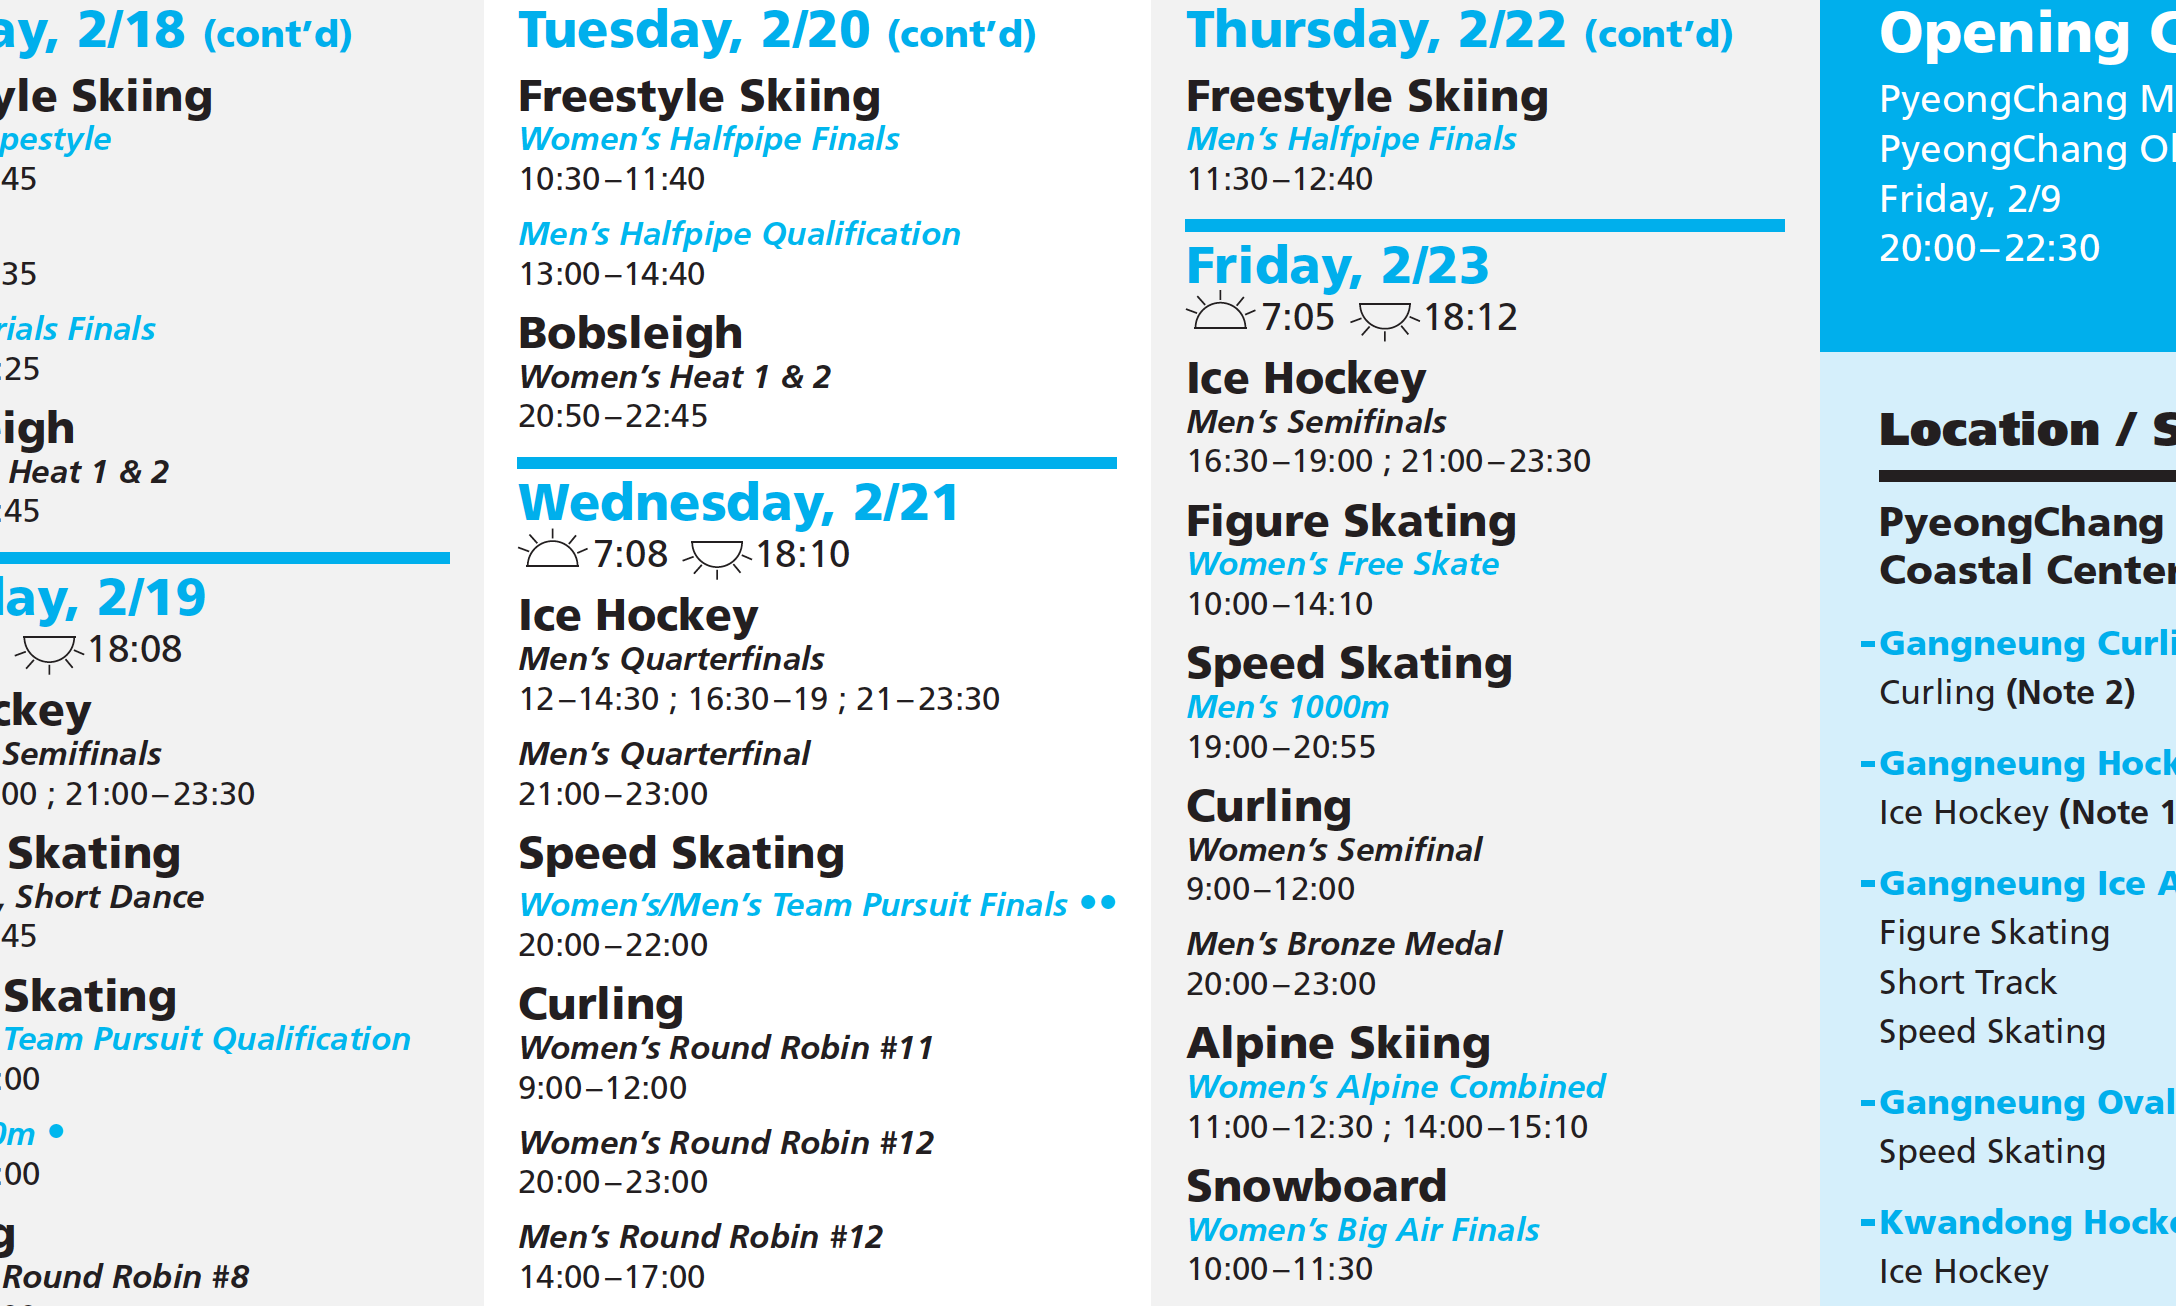 ay, 2/18 (cont’d)
yle Skiing
pestyle
45
35
rials Finals
:25
eigh
Heat 1 & 2
:45
day, 2/19
18:08
ckey
Semifinals
00 ; 21:00–23:30
Skating
, Short Dance
45
Skating
Team Pursuit Qualification
:00
0m •
:00
g
Round Robin #8
Tuesday, 2/20 (cont’d)
Freestyle Skiing
Women’s Halfpipe Finals
10:30–11:40
Men’s Halfpipe Qualification
13:00–14:40
Bobsleigh
Women’s Heat 1 & 2
20:50–22:45
Wednesday, 2/21
7:08 18:10
Ice Hockey
Men’s Quarterfinals
12–14:30 ; 16:30–19 ; 21–23:30
Men’s Quarterfinal
21:00–23:00
Speed Skating
Women’s/Men’s Team Pursuit Finals ••
20:00–22:00
Curling
Women’s Round Robin #11
9:00–12:00
Women’s Round Robin #12
20:00–23:00
Men’s Round Robin #12
14:00–17:00
Thursday, 2/22 (cont’d)
Freestyle Skiing
Men’s Halfpipe Finals
11:30–12:40
Friday, 2/23
7:05 18:12
Ice Hockey
Men’s Semifinals
16:30–19:00 ; 21:00–23:30
Figure Skating
Women’s Free Skate
10:00–14:10
Speed Skating
Men’s 1000m
19:00–20:55
Curling
Women’s Semifinal
9:00–12:00
Men’s Bronze Medal
20:00–23:00
Alpine Skiing
Women’s Alpine Combined
11:00–12:30 ; 14:00–15:10
Snowboard
Women’s Big Air Finals
10:00–11:30
Opening C
PyeongChang M
PyeongChang Ol
Friday, 2/9
20:00–22:30
Location / S
PyeongChang
Coastal Center
-Gangneung Curli
Curling (Note 2)
-Gangneung Hock
Ice Hockey (Note 1
-Gangneung Ice A
Figure Skating
Short Track
Speed Skating
-Gangneung Oval
Speed Skating
-Kwandong Hocke
Ice Hockey